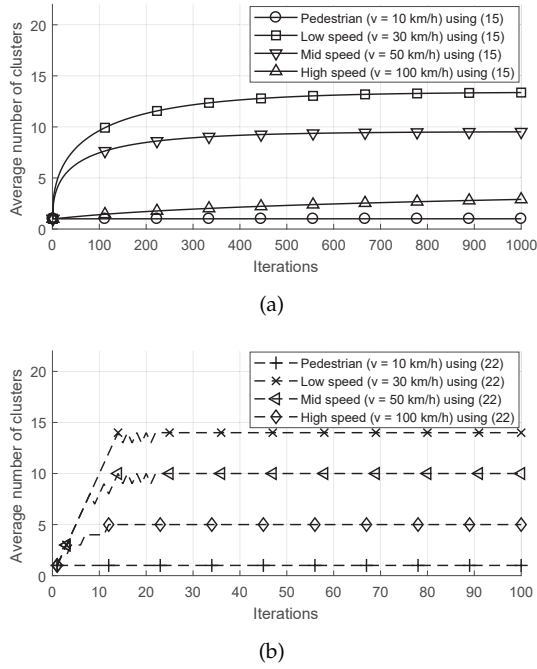 Pedestrian (v = 10 km/h) using (15)
Low speed (v = 30 km/h) using (15)
Mid speed (v = 50 km/h) using (15)
High speed (v = 100 km/h) using (15)
Average number of clusters
20
15
10
5
0
0 100 200 300 400 500 600 700 800 900 1000
Iterations
(a)
Pedestrian (v = 10 km/h) using (22)
Low speed (v = 30 km/h) using (22)
Mid speed (v = 50 km/h) using (22)
High speed (v = 100 km/h) using (22)
Average number of clusters
20
15
10
5
0
0 10 20 30 40 50 60 70 80 90 100
Iterations
(b)